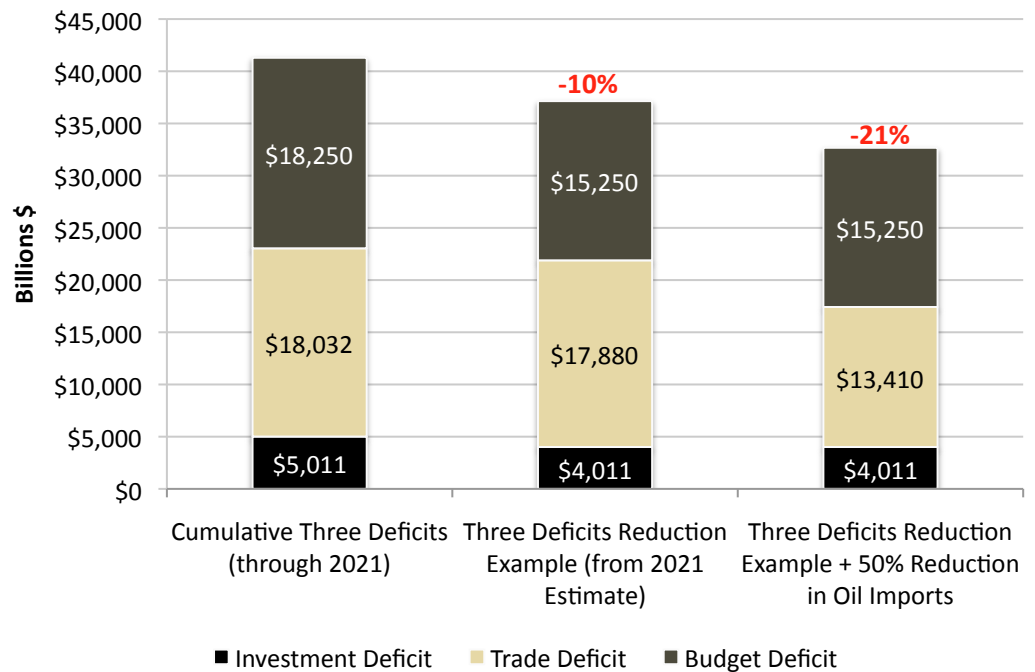 $45,000
$40,000
$35,000
$30,000
$25,000
$20,000
$15,000
$10,000
$5,000
$0
Billions $
$18,250
$18,032
$5,011
-10%
$15,250
$17,880
$4,011
-21%
$15,250
$13,410
$4,011
Cumulative Three Deficits
(through 2021)
Three Deficits Reduction
Example (from 2021
Estimate)
Three Deficits Reduction
Example + 50% Reduction
in Oil Imports
Investment Deficit Trade Deficit Budget Deficit